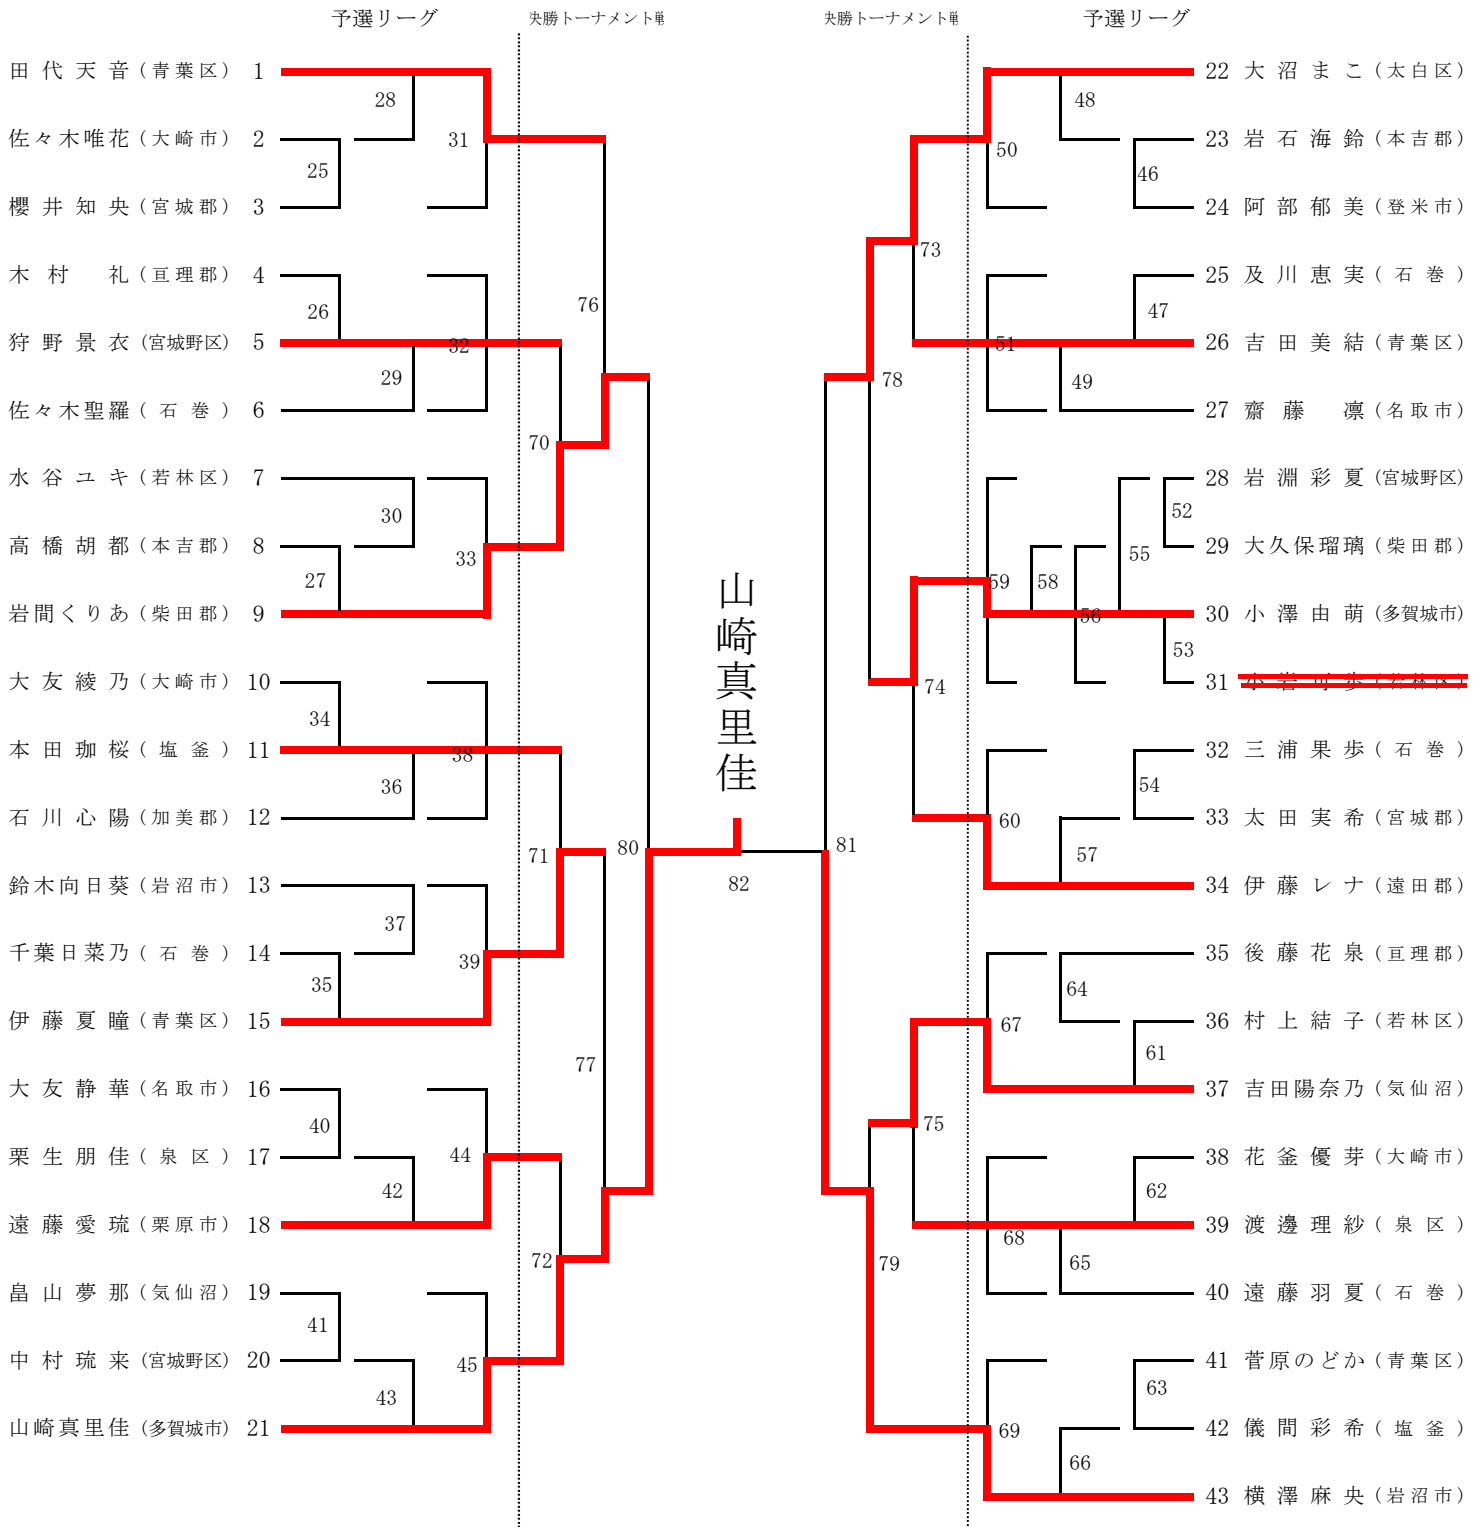 予選リーグ
決勝トーナメント戦
決勝トーナメント戦
予選リーグ
田代天音（青葉区） 1
佐々木唯花（大崎市） 2
櫻井知央（宮城郡） 3
木村　礼（亘理郡） 4
狩野景衣（宮城野区） 5
佐々木聖羅（石巻） 6
水谷ユキ（若林区） 7
高橋胡都（本吉郡） 8
岩間くりあ（柴田郡） 9
大友綾乃（大崎市） 10
本田珈桜（塩釜） 11
石川心陽（加美郡） 12
鈴木向日葵（岩沼市） 13
千葉日菜乃（石巻） 14
伊藤夏瞳（青葉区） 15
大友静華（名取市） 16
栗生朋佳（泉区） 17
遠藤愛琉（栗原市） 18
畠山夢那（気仙沼） 19
中村琉来（宮城野区） 20
山崎真里佳（多賀城市） 21
28
25
31
26
32
29
30
27
33
34
38
36
37
35
39
40
42
44
41
43
45
76
70
71
77
72
80
山崎真里佳
82
81
73
78
74
75
79
50
48
46
51
47
49
52
55
59
58
56
53
54
60
57
67
64
61
62
68
65
63
69
66
22 大沼まこ（太白区）
23 岩石海鈴（本吉郡）
24 阿部郁美（登米市）
25 及川恵実（石巻）
26 吉田美結（青葉区）
27 齋藤　凛（名取市）
28 岩淵彩夏（宮城野区）
29 大久保瑠璃（柴田郡）
30 小澤由萌（多賀城市）
31 小岩可歩（若林区）
32 三浦果歩（石巻）
33 太田実希（宮城郡）
34 伊藤レナ（遠田郡）
35 後藤花泉（亘理郡）
36 村上結子（若林区）
37 吉田陽奈乃（気仙沼）
38 花釜優芽（大崎市）
39 渡邊理紗（泉区）
40 遠藤羽夏（石巻）
41 菅原のどか（青葉区）
42 儀間彩希（塩釜）
43 横澤麻央（岩沼市）